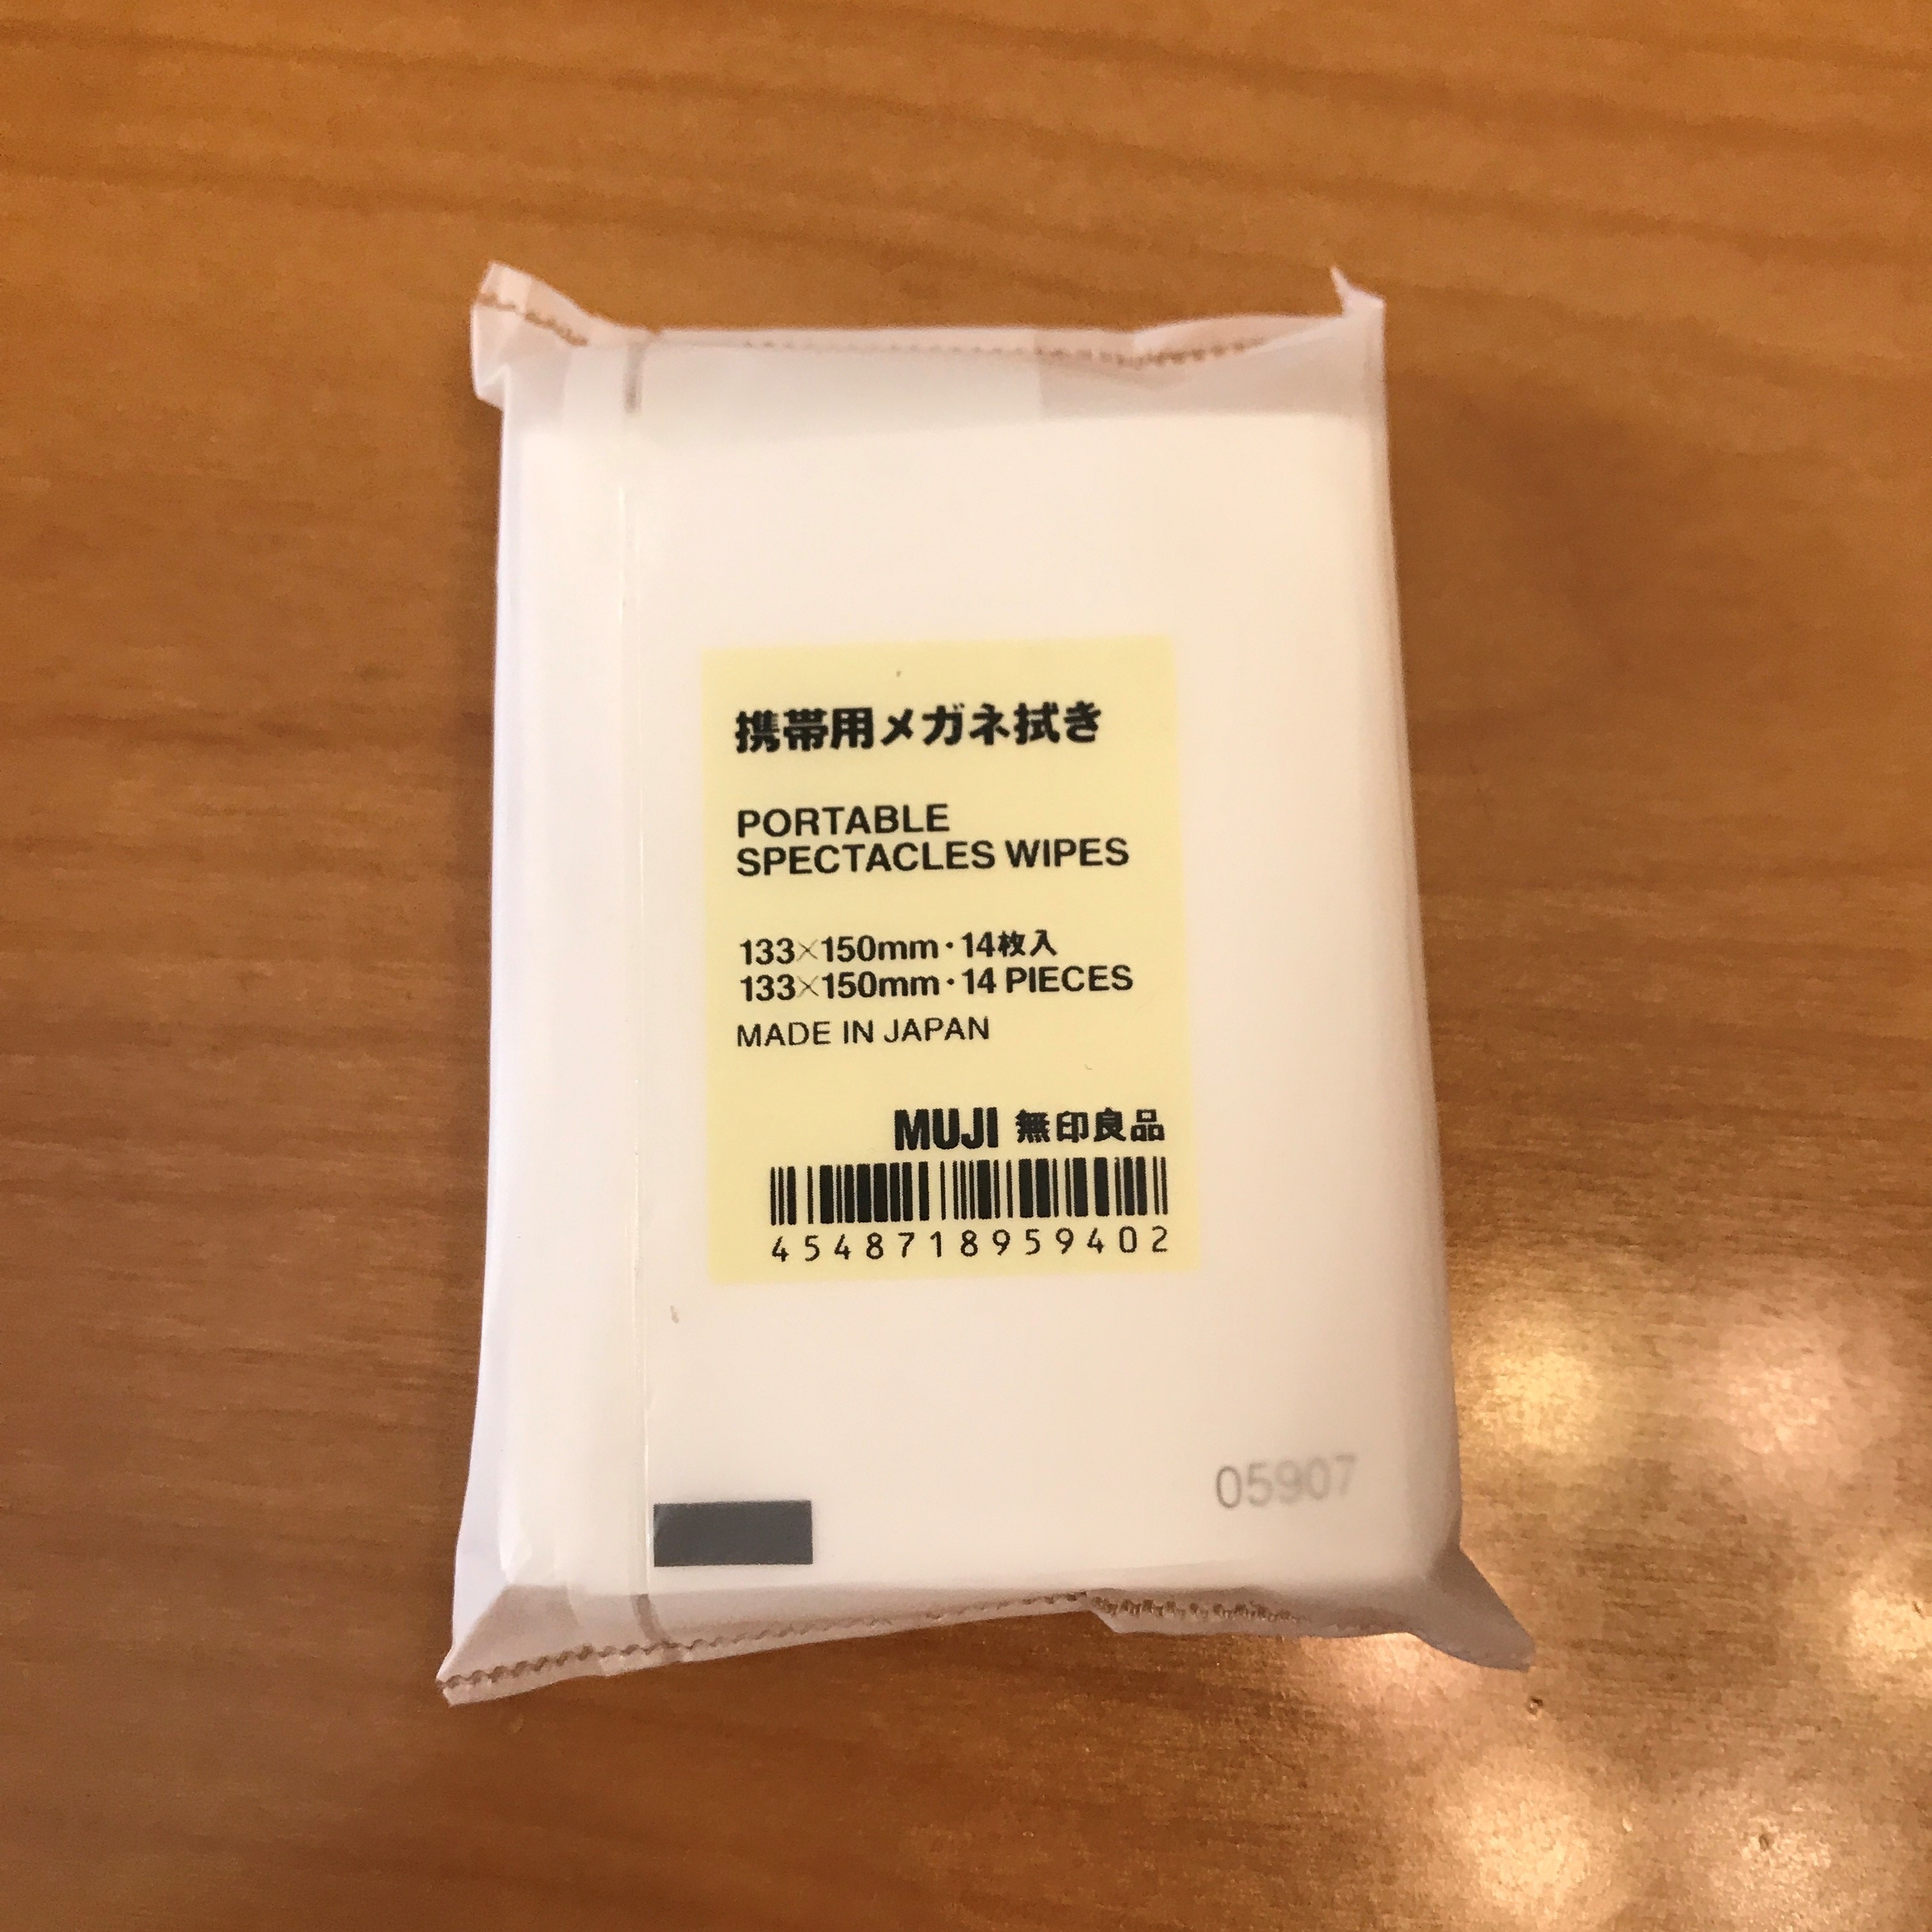 携帯用メガネ拭き
PORTABLE
SPECTACLES WIPES
133×150mm・14枚入
133×150mm・14 PIECES
MADE IN JAPAN
MUJI 無印良品
4548718959402
05907